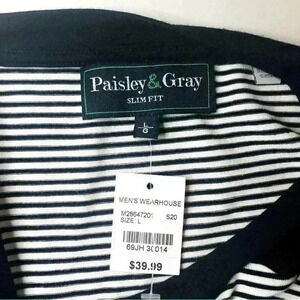 Paisley & Gray
SLIM FIT
L
G
MEN'S WEARHOUSE
M28647201 S20
SIZE: L
69JH 30014
$39.99